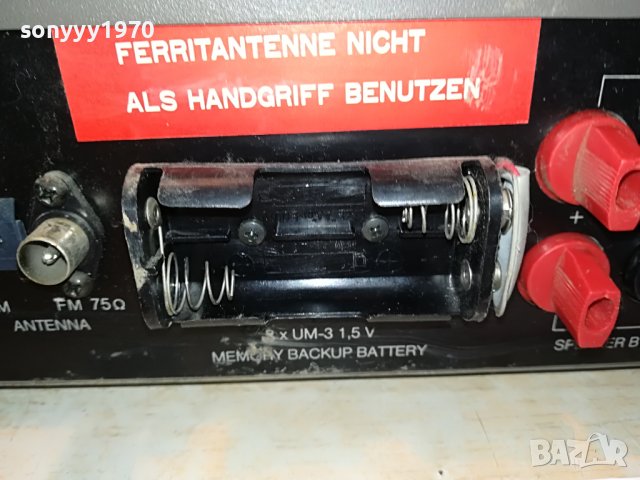 sonyyy1970
FERRITANTENNE NICHT
ALS HANDGRIFF BENUTZEN
+
M FM 75Ω
ANTENNA
x UM-3 1,5 V
MEMORY BACKUP BATTERY
B
BAZAR